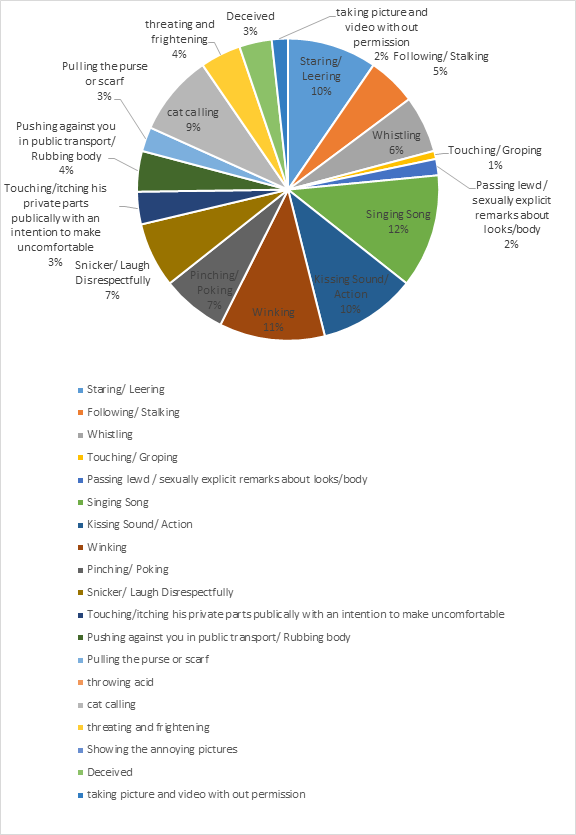 Staring/
Leering
10%
Following/ Stalking
5%
Whistling
6%
Touching/ Groping
1%
Passing lewd /
sexually explicit
remarks about
looks/body
2%
Singing Song
12%
Kissing Sound/
Action
10%
Winking
11%
Pinching/
Poking
7%
Snicker/ Laugh
Disrespectfully
7%
Touching/itching his
private parts
publically with an
intention to make
uncomfortable
3%
Pushing against you
in public transport/
Rubbing body
4%
Pulling the purse
or scarf
3%
cat calling
9%
threating and
frightening
4%
Deceived
3%
taking picture and
video with out
permission
2%
Staring/ Leering
Following/ Stalking
Whistling
Touching/ Groping
Passing lewd / sexually explicit remarks about looks/body
Singing Song
Kissing Sound/ Action
Winking
Pinching/ Poking
Snicker/ Laugh Disrespectfully
Touching/itching his private parts publically with an intention to make uncomfortable
Pushing against you in public transport/ Rubbing body
Pulling the purse or scarf
throwing acid
cat calling
threating and frightening
Showing the annoying pictures
Deceived
taking picture and video with out permission